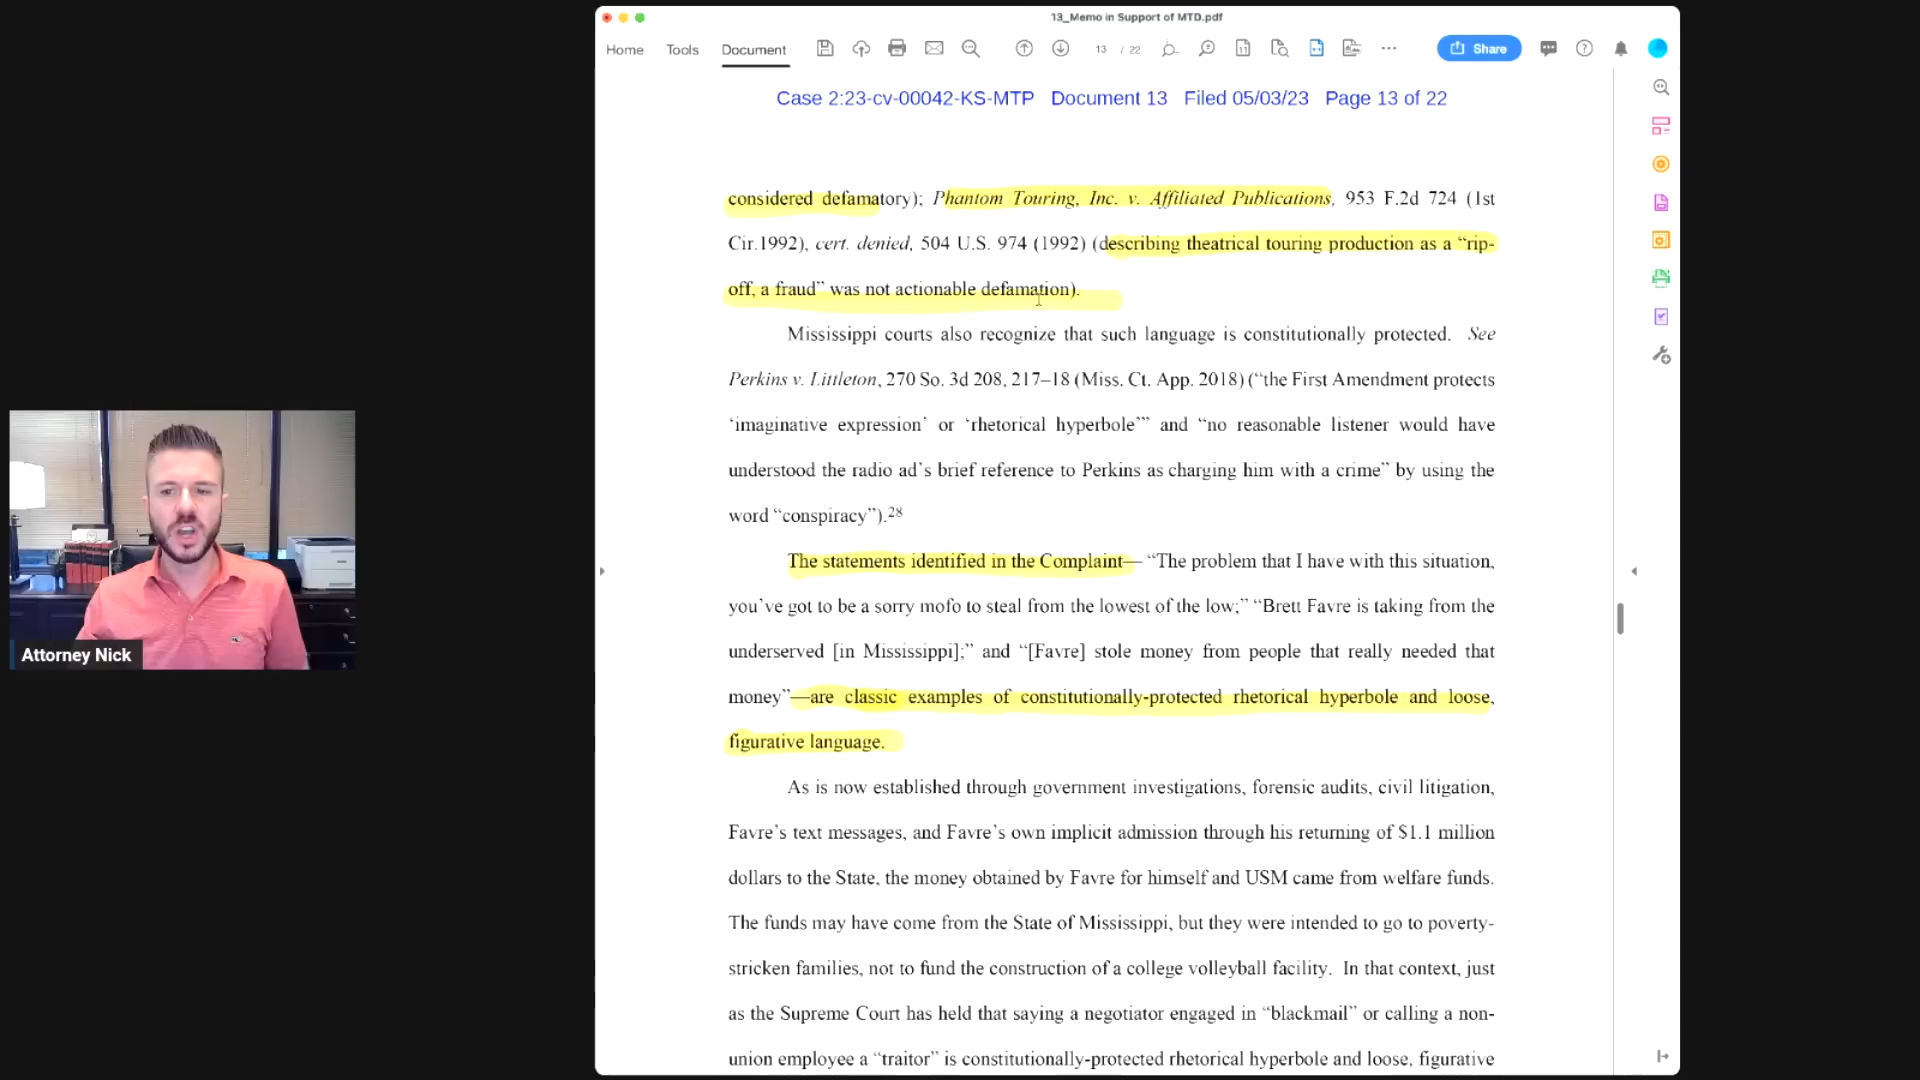 13_Memo in Support of MTD.pdf
Home Tools Document 13 / 22 Share
Case 2:23-cv-00042-KS-MTP Document 13 Filed 05/03/23 Page 13 of 22
considered defamatory); Phantom Touring, Inc. v. Affiliated Publications, 953 F.2d 724 (1st
Cir.1992), cert. denied, 504 U.S. 974 (1992) (describing theatrical touring production as a “rip-
off, a fraud” was not actionable defamation).
Mississippi courts also recognize that such language is constitutionally protected. See
Perkins v. Littleton, 270 So. 3d 208, 217–18 (Miss. Ct. App. 2018) (“the First Amendment protects
‘imaginative expression’ or ‘rhetorical hyperbole’” and “no reasonable listener would have
understood the radio ad’s brief reference to Perkins as charging him with a crime” by using the
word “conspiracy”).28
The statements identified in the Complaint— “The problem that I have with this situation,
you’ve got to be a sorry mofo to steal from the lowest of the low;” “Brett Favre is taking from the
underserved [in Mississippi];” and “[Favre] stole money from people that really needed that
money”—are classic examples of constitutionally-protected rhetorical hyperbole and loose,
figurative language.
As is now established through government investigations, forensic audits, civil litigation,
Favre’s text messages, and Favre’s own implicit admission through his returning of $1.1 million
dollars to the State, the money obtained by Favre for himself and USM came from welfare funds.
The funds may have come from the State of Mississippi, but they were intended to go to poverty-
stricken families, not to fund the construction of a college volleyball facility. In that context, just
as the Supreme Court has held that saying a negotiator engaged in “blackmail” or calling a non-
union employee a “traitor” is constitutionally-protected rhetorical hyperbole and loose, figurative
Attorney Nick